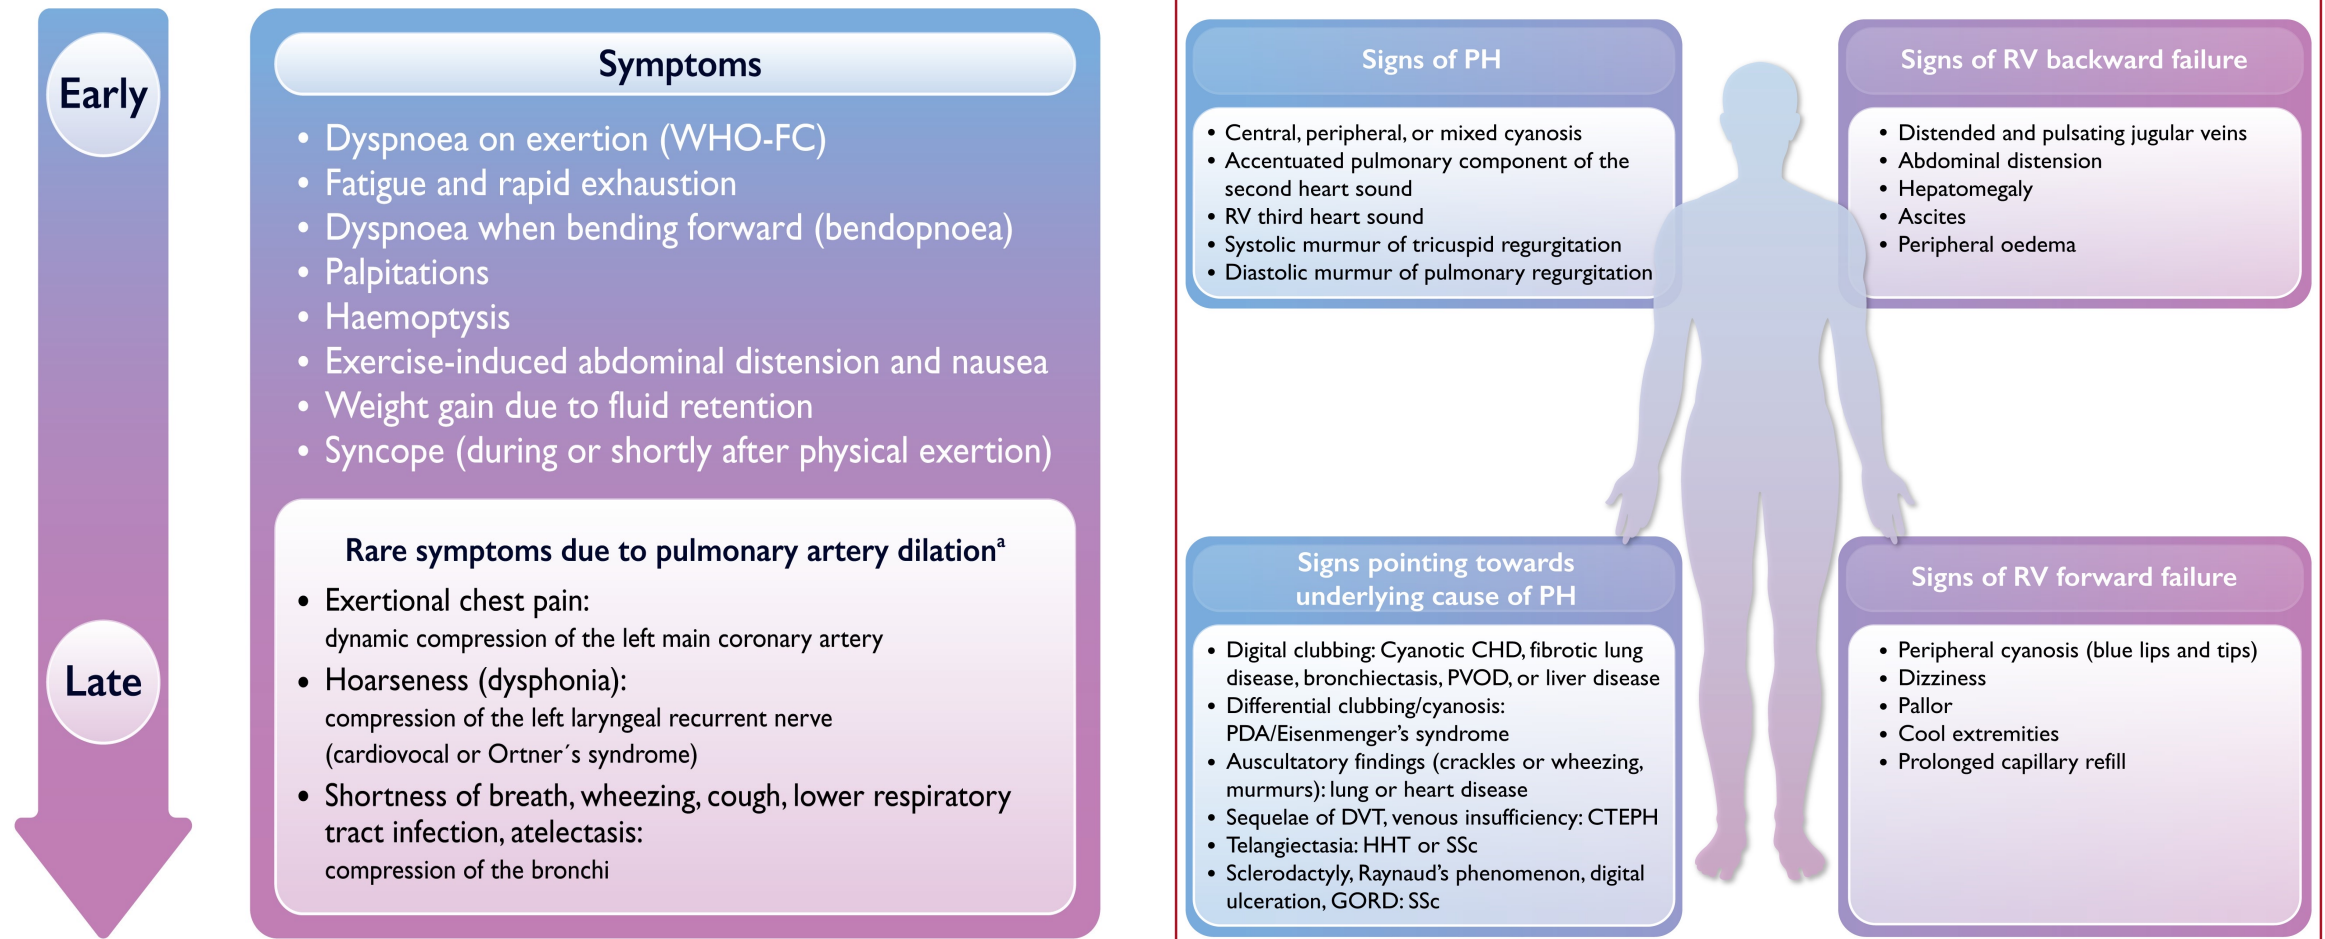 Early
Late
Symptoms
• Dyspnoea on exertion (WHO-FC)
• Fatigue and rapid exhaustion
• Dyspnoea when bending forward (bendopnoea)
• Palpitations
• Haemoptysis
• Exercise-induced abdominal distension and nausea
• Weight gain due to fluid retention
• Syncope (during or shortly after physical exertion)
Rare symptoms due to pulmonary artery dilationª
• Exertional chest pain:
dynamic compression of the left main coronary artery
• Hoarseness (dysphonia):
compression of the left laryngeal recurrent nerve
(cardiovocal or Ortner´s syndrome)
• Shortness of breath, wheezing, cough, lower respiratory
tract infection, atelectasis:
compression of the bronchi
Signs of PH
• Central, peripheral, or mixed cyanosis
• Accentuated pulmonary component of the
second heart sound
• RV third heart sound
• Systolic murmur of tricuspid regurgitation
• Diastolic murmur of pulmonary regurgitation
Signs of RV backward failure
• Distended and pulsating jugular veins
• Abdominal distension
• Hepatomegaly
• Ascites
• Peripheral oedema
Signs pointing towards
underlying cause of PH
• Digital clubbing: Cyanotic CHD, fibrotic lung
disease, bronchiectasis, PVOD, or liver disease
• Differential clubbing/cyanosis:
PDA/Eisenmenger’s syndrome
• Auscultatory findings (crackles or wheezing,
murmurs): lung or heart disease
• Sequelae of DVT, venous insufficiency: CTEPH
• Telangiectasia: HHT or SSc
• Sclerodactyly, Raynaud’s phenomenon, digital
ulceration, GORD: SSc
Signs of RV forward failure
• Peripheral cyanosis (blue lips and tips)
• Dizziness
• Pallor
• Cool extremities
• Prolonged capillary refill